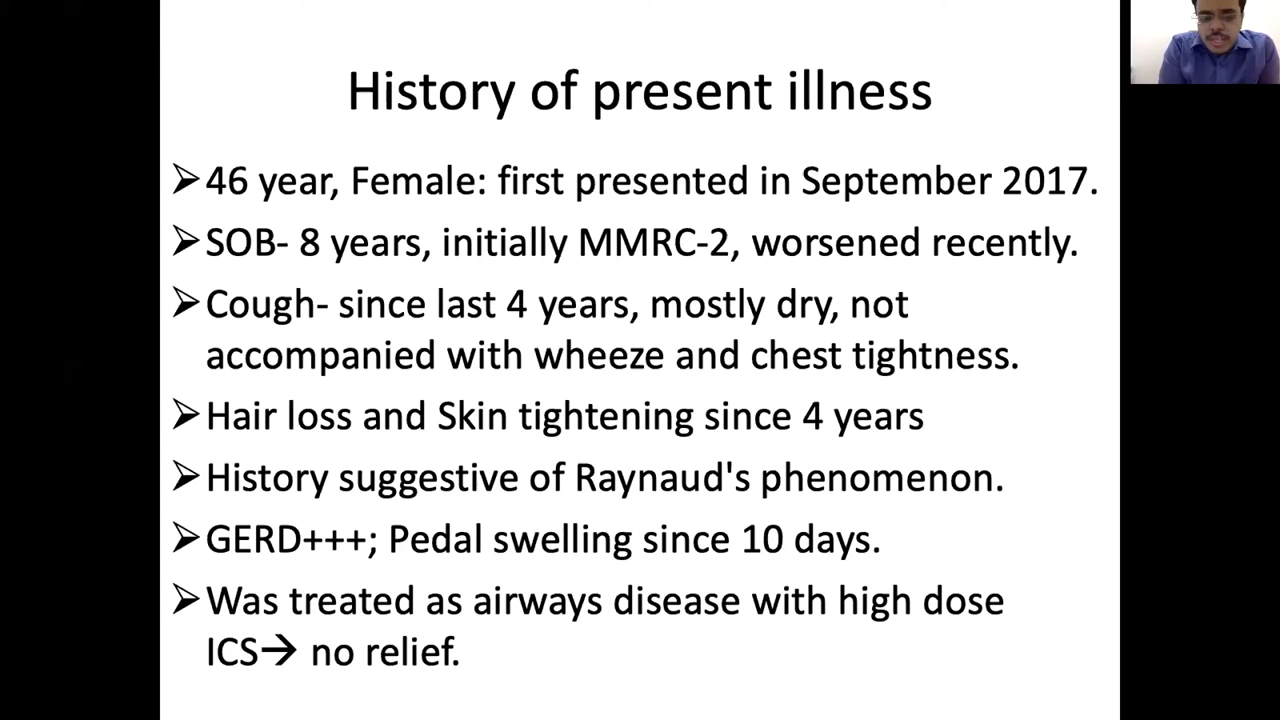 History of present illness
➢46 year, Female: first presented in September 2017.
➢SOB- 8 years, initially MMRC-2, worsened recently.
➢Cough- since last 4 years, mostly dry, not
accompanied with wheeze and chest tightness.
➢Hair loss and Skin tightening since 4 years
➢History suggestive of Raynaud's phenomenon.
➢GERD+++; Pedal swelling since 10 days.
➢Was treated as airways disease with high dose
ICS→ no relief.